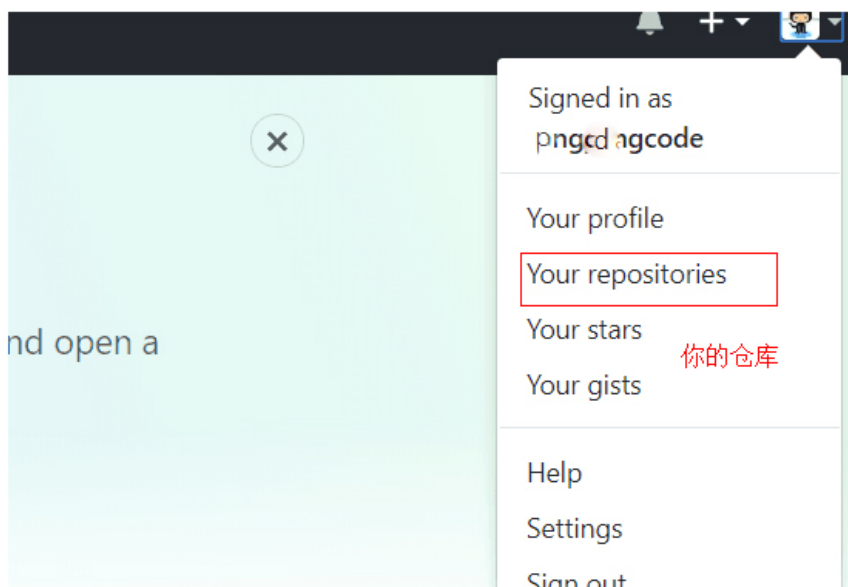 Signed in as
nd open a
Your profile
Your repositories
Your stars
你的仓库
Your gists
Help
Settings
Sign out